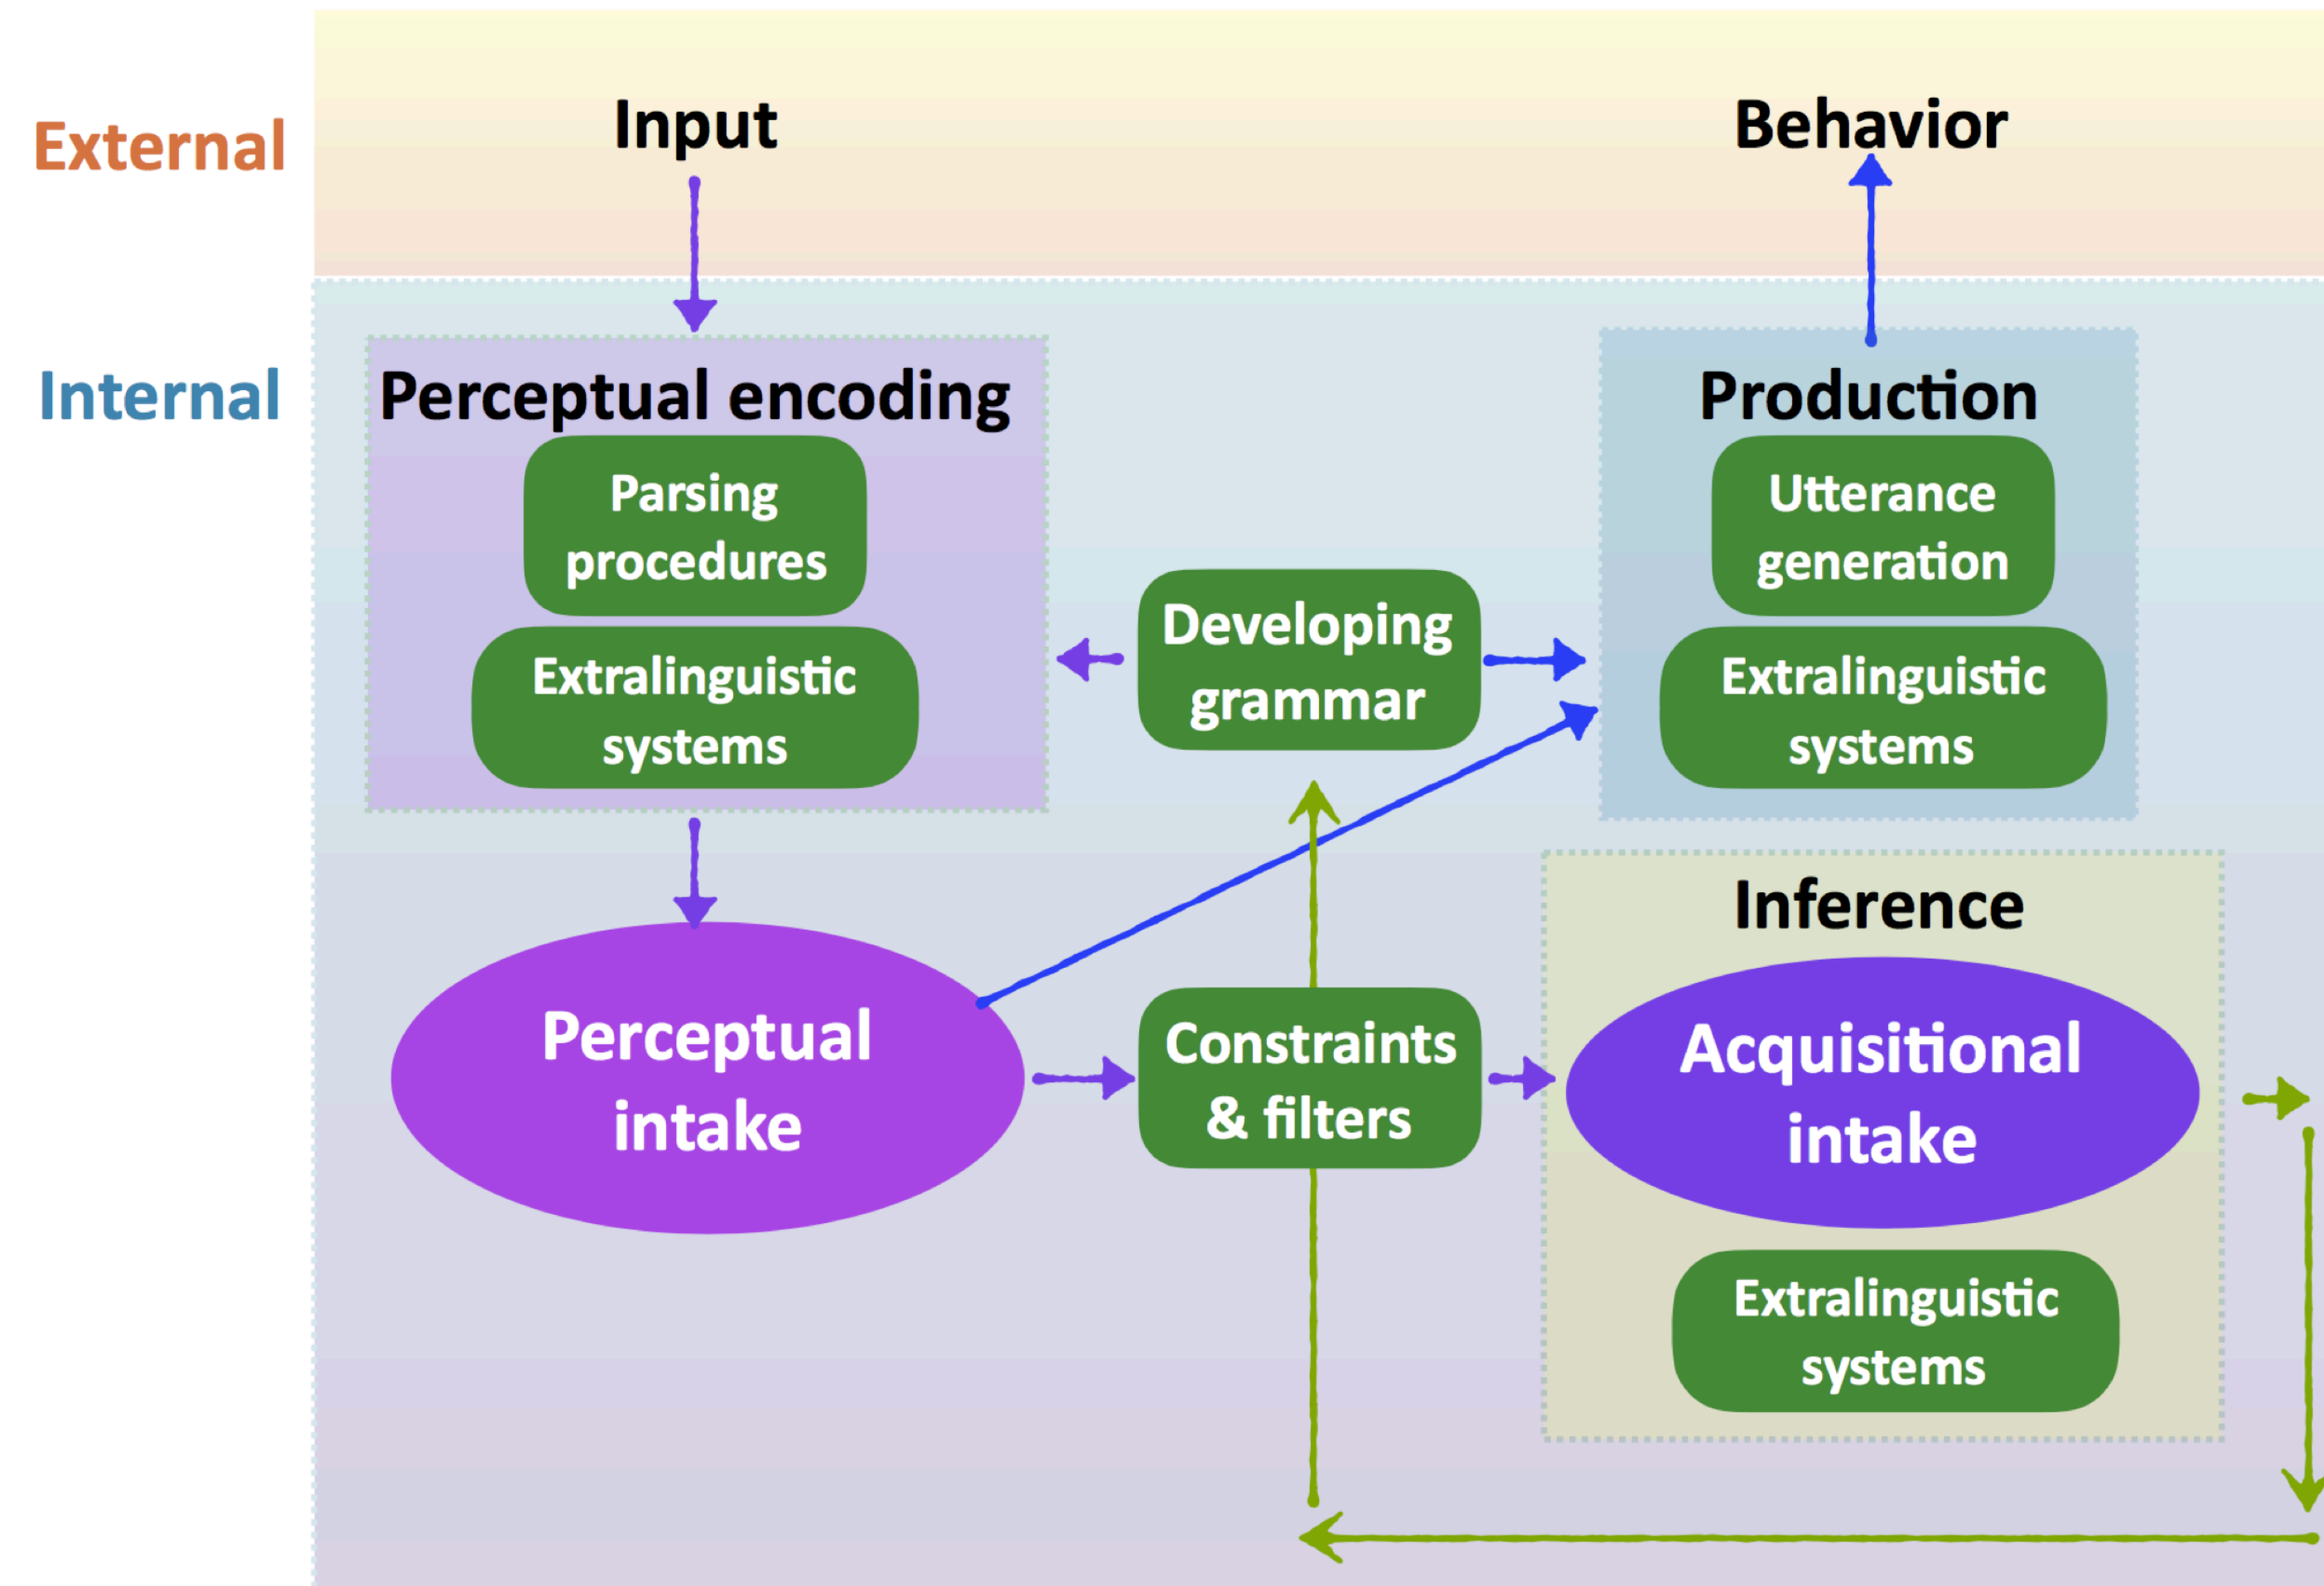 External
Input
Behavior
Internal
Perceptual encoding
Parsing
procedures
Extralinguistic
systems
Developing
grammar
Production
Utterance
generation
Extralinguistic
systems
Perceptual
intake
Constraints
& filters
Inference
Acquisitional
intake
Extralinguistic
systems